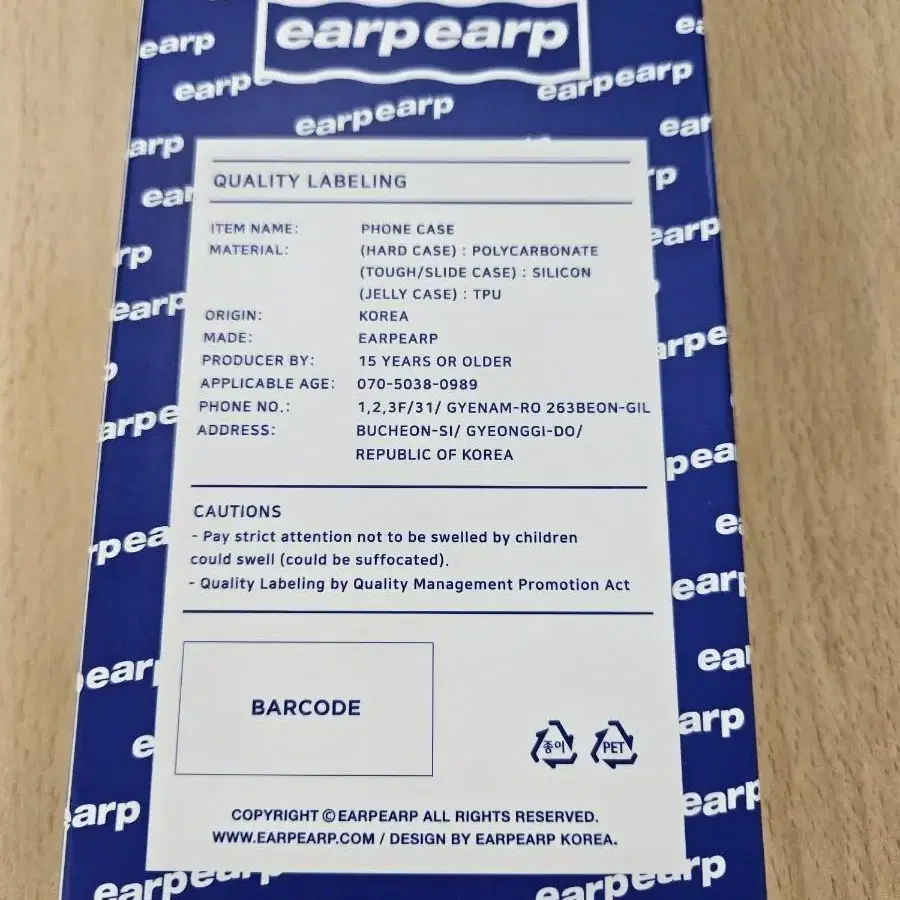 earpearp
earp
earpearp
earpearp
QUALITY LABELING
ITEM NAME: PHONE CASE
MATERIAL: (HARD CASE) : POLYCARBONATE
(TOUGH/SLIDE CASE) : SILICON
(JELLY CASE) : TPU
ORIGIN: KOREA
MADE: EARPEARP
PRODUCER BY: 15 YEARS OR OLDER
APPLICABLE AGE: 070-5038-0989
PHONE NO.: 1,2,3F/31/ GYENAM-RO 263BEON-GIL
ADDRESS: BUCHEON-SI/ GYEONGGI-DO/
REPUBLIC OF KOREA
CAUTIONS
- Pay strict attention not to be swelled by children
could swell (could be suffocated).
- Quality Labeling by Quality Management Promotion Act
BARCODE
종이 PET
COPYRIGHT ©EARPEARP ALL RIGHTS RESERVED.
WWW.EARPEARP.COM / DESIGN BY EARPEARP KOREA.
earpearp